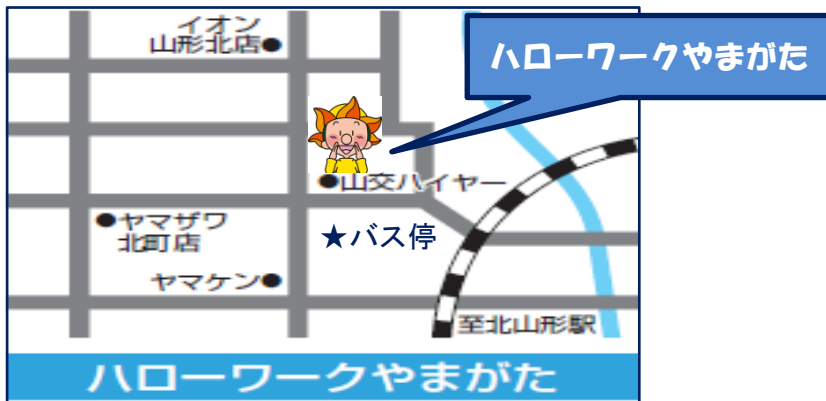 イオン
山形北店●
ハローワークやまがた
●山交ハイヤー
●ヤマザワ
北町店
★バス停
ヤマケン●
至北山形駅
ハローワークやまがた